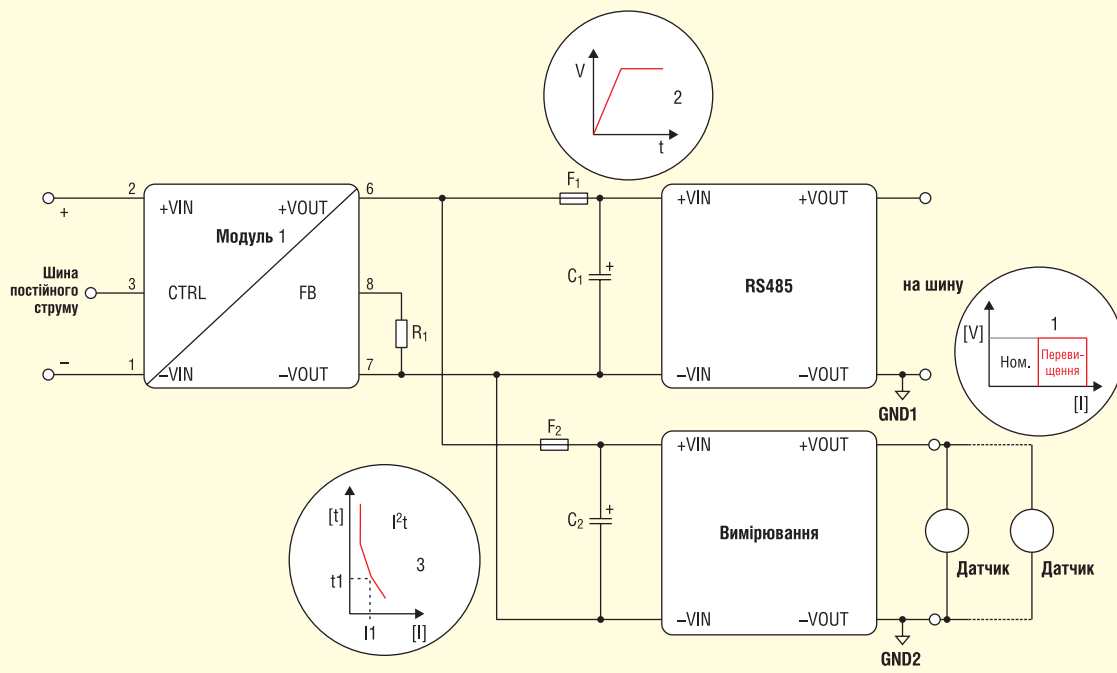 V
2
t
2
+
+VIN
+VOUT
6
Модуль 1
Шина
постійного
струму
3
CTRL
FB
8
R₁
–
1
–VIN
–VOUT
7
F₁
C₁
+
+VIN
+VOUT
RS485
–VIN
–VOUT
на шину
GND1
[V]
1
Ном.
Переви-
щення
[I]
F₂
C₂
+
+VIN
+VOUT
Вимірювання
–VIN
–VOUT
Датчик
Датчик
GND2
[t]
I²t
3
t1
I1
[I]